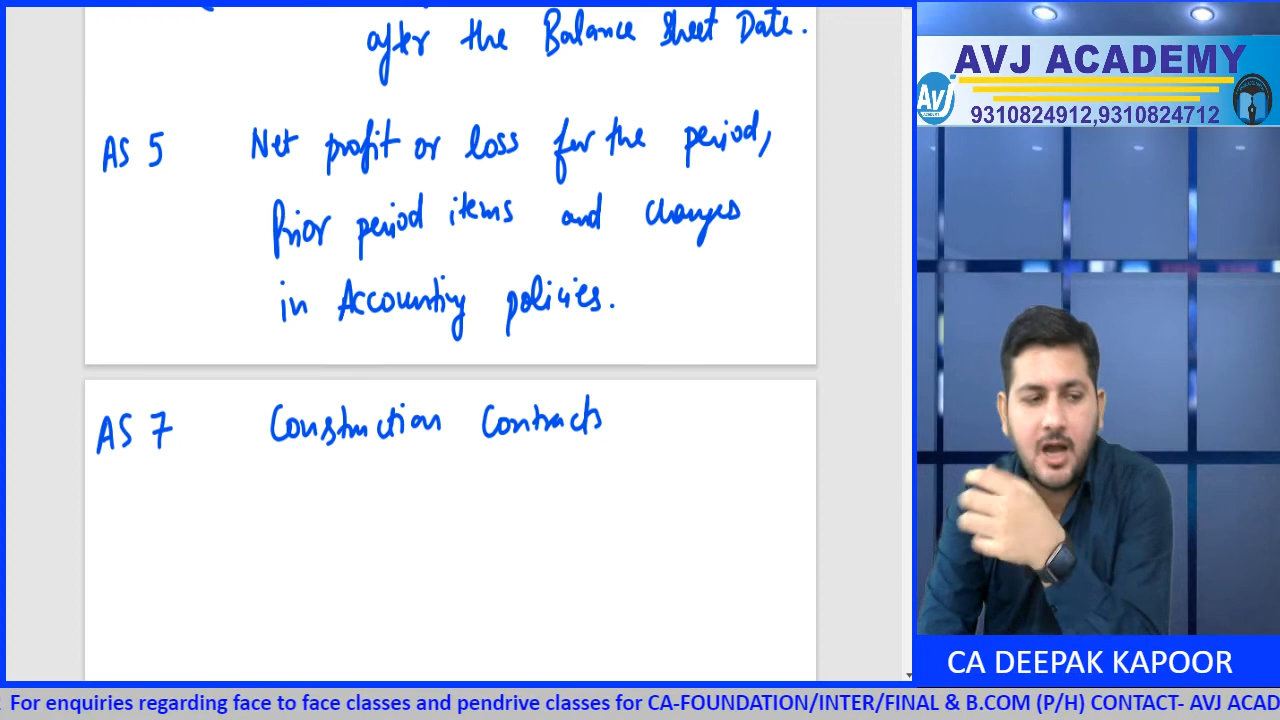 after the Balance Sheet Date.
AS 5 Net profit or loss for the period,
Prior period items and changes
in Accounting policies.
AS 7 Construction Contracts
AVJ ACADEMY
AVJ
ACADEMY
9310824912,9310824712
CA DEEPAK KAPOOR
For enquiries regarding face to face classes and pendrive classes for CA-FOUNDATION/INTER/FINAL & B.COM (P/H) CONTACT- AVJ ACAD